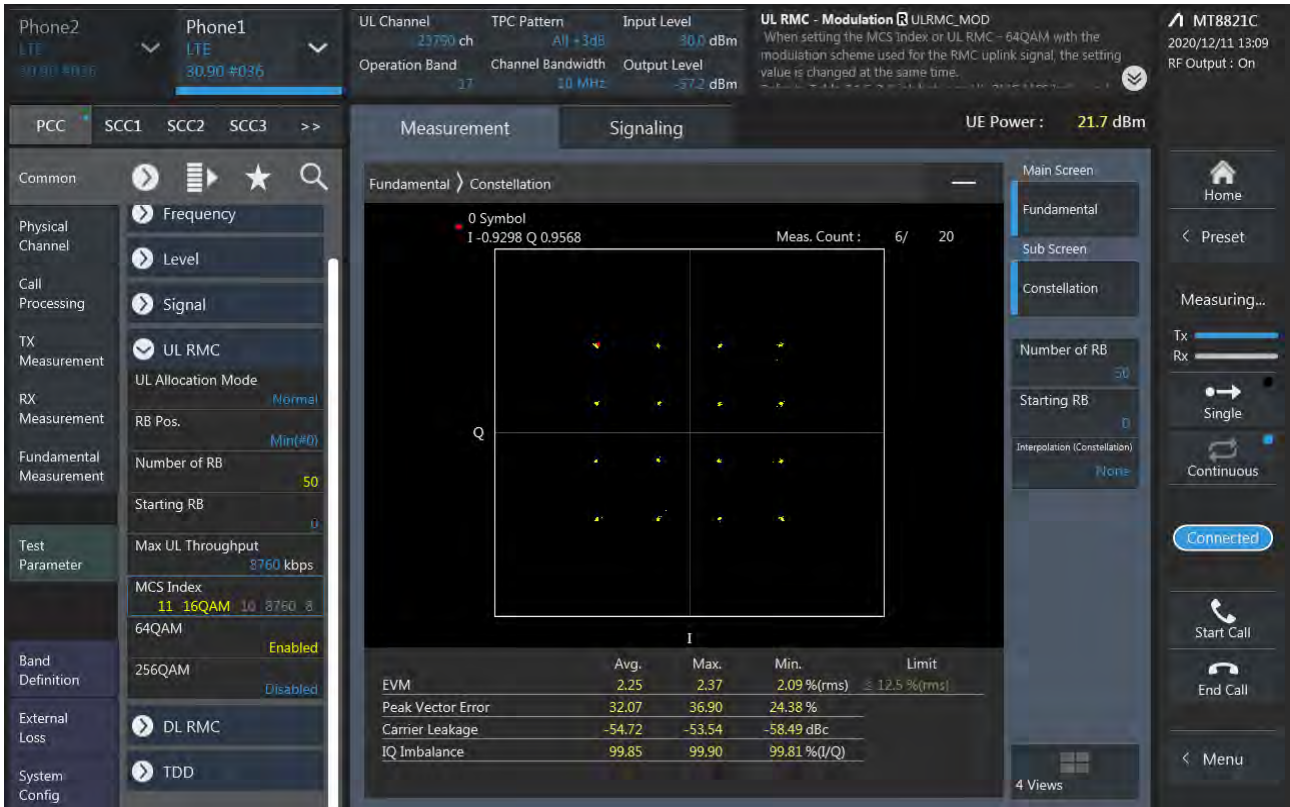 Phone2
LTE
30.90 #036
Phone1
LTE
30.90 #036
UL Channel
23790 ch
TPC Pattern
All +3dB
Input Level
30.0 dBm
Operation Band
17
Channel Bandwidth
10 MHz
Output Level
-57.2 dBm
UL RMC - Modulation R ULRMC_MOD
When setting the MCS Index or UL RMC - 64QAM with the
modulation scheme used for the RMC uplink signal, the setting
value is changed at the same time.
MT8821C
2020/12/11 13:09
RF Output : On
PCC SCC1 SCC2 SCC3 >>
Measurement
Signaling
UE Power : 21.7 dBm
Common
Physical
Channel
Call
Processing
TX
Measurement
RX
Measurement
Fundamental
Measurement
Test
Parameter
Band
Definition
External
Loss
System
Config
Frequency
Level
Signal
UL RMC
UL Allocation Mode
Normal
RB Pos.
Min(#0)
Number of RB
50
Starting RB
0
Max UL Throughput
8760 kbps
MCS Index
11 16QAM 10 8760 8
64QAM
Enabled
256QAM
Disabled
DL RMC
TDD
Fundamental > Constellation
0 Symbol
I -0.9298 Q 0.9568
Meas. Count : 6/ 20
Q
I
Avg. Max. Min. Limit
EVM 2.25 2.37 2.09 %(rms) ≤ 12.5 %(rms)
Peak Vector Error 32.07 36.90 24.38 %
Carrier Leakage -54.72 -53.54 -58.49 dBc
IQ Imbalance 99.85 99.90 99.81 %(I/Q)
Main Screen
Fundamental
Sub Screen
Constellation
Number of RB
50
Starting RB
0
Interpolation (Constellation)
None
4 Views
Home
< Preset
Measuring...
Tx
Rx
Single
Continuous
Connected
Start Call
End Call
< Menu